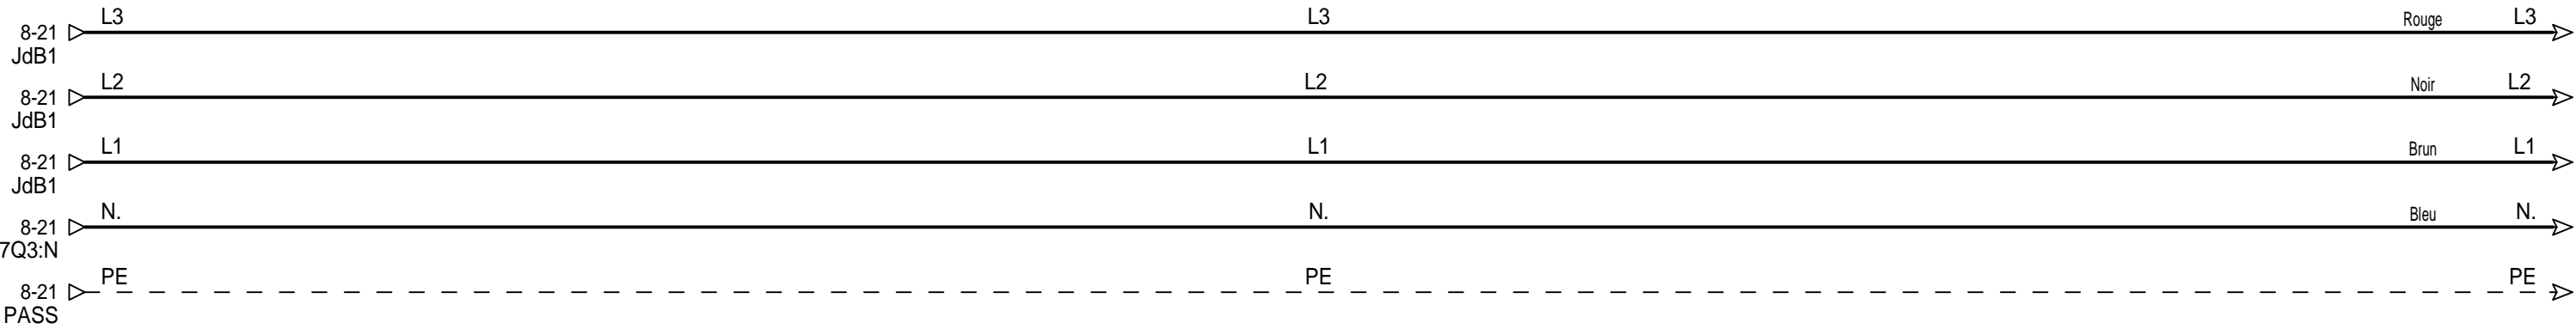 L3 L3 Rouge L3
8-21
JdB1
L2 L2 Noir L2
8-21
JdB1
L1 L1 Brun L1
8-21
JdB1
N. N. Bleu N.
8-21
7Q3:N
PE PE PE
8-21
PASS